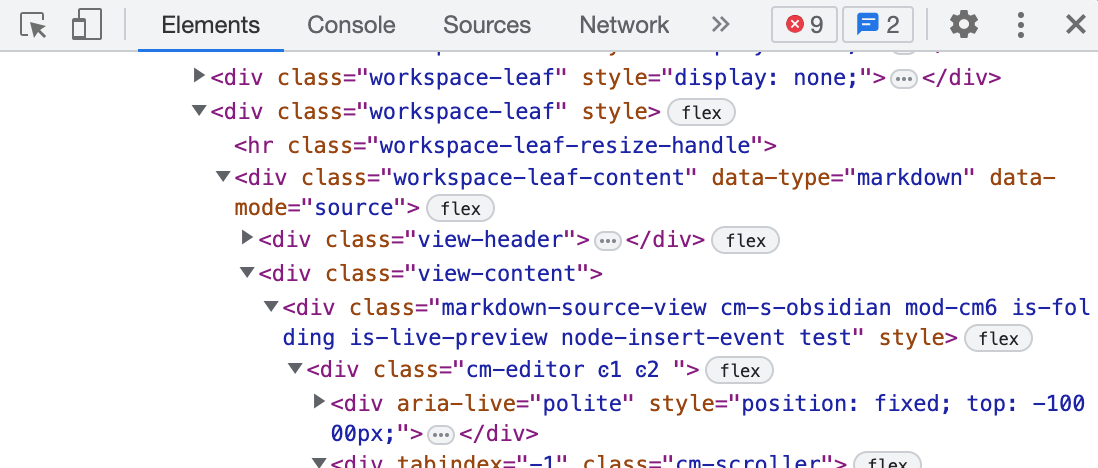 Elements Console Sources Network 9 2
<div class="workspace-leaf" style="display: none;">…</div>
<div class="workspace-leaf" style> flex
<hr class="workspace-leaf-resize-handle">
<div class="workspace-leaf-content" data-type="markdown" data-
mode="source"> flex
<div class="view-header">…</div> flex
<div class="view-content">
<div class="markdown-source-view cm-s-obsidian mod-cm6 is-fol
ding is-live-preview node-insert-event test" style> flex
<div class="cm-editor ͼ1 ͼ2 "> flex
<div aria-live="polite" style="position: fixed; top: -100
00px;">…</div>
<div tabindex="-1" class="cm-scroller"> flex